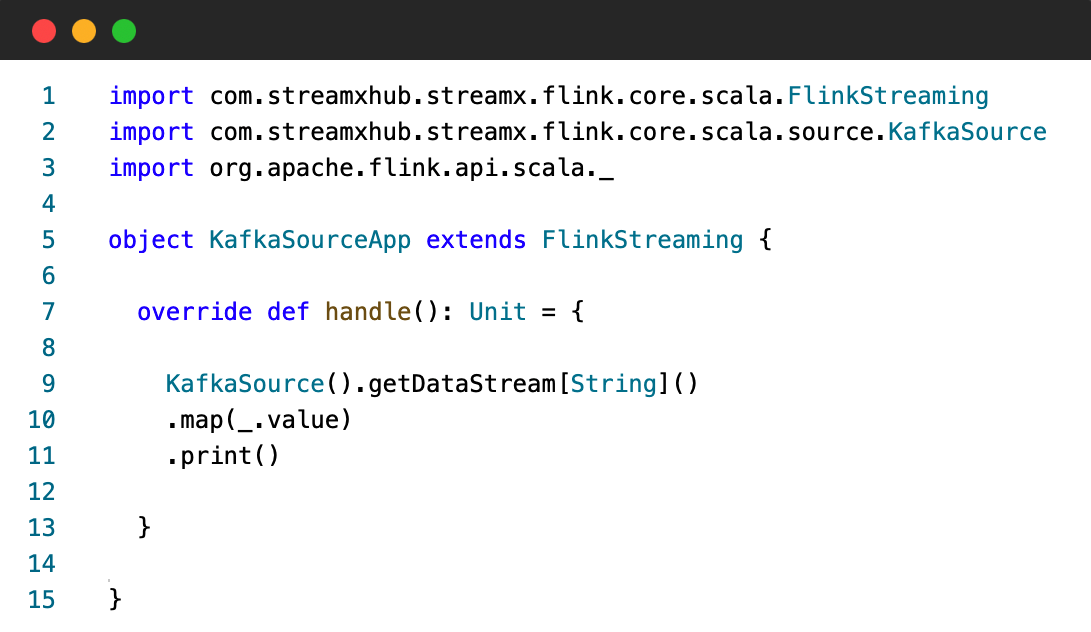 1 import com.streamxhub.streamx.flink.core.scala.FlinkStreaming
2 import com.streamxhub.streamx.flink.core.scala.source.KafkaSource
3 import org.apache.flink.api.scala._
4
5 object KafkaSourceApp extends FlinkStreaming {
6
7   override def handle(): Unit = {
8
9     KafkaSource().getDataStream[String]()
10     .map(_.value)
11     .print()
12
13   }
14
15 }